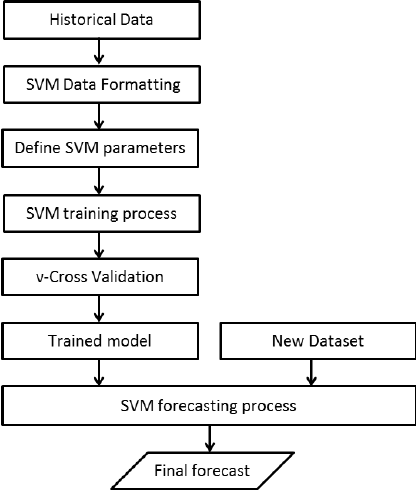 Historical Data
SVM Data Formatting
Define SVM parameters
SVM training process
v-Cross Validation
Trained model
New Dataset
SVM forecasting process
Final forecast